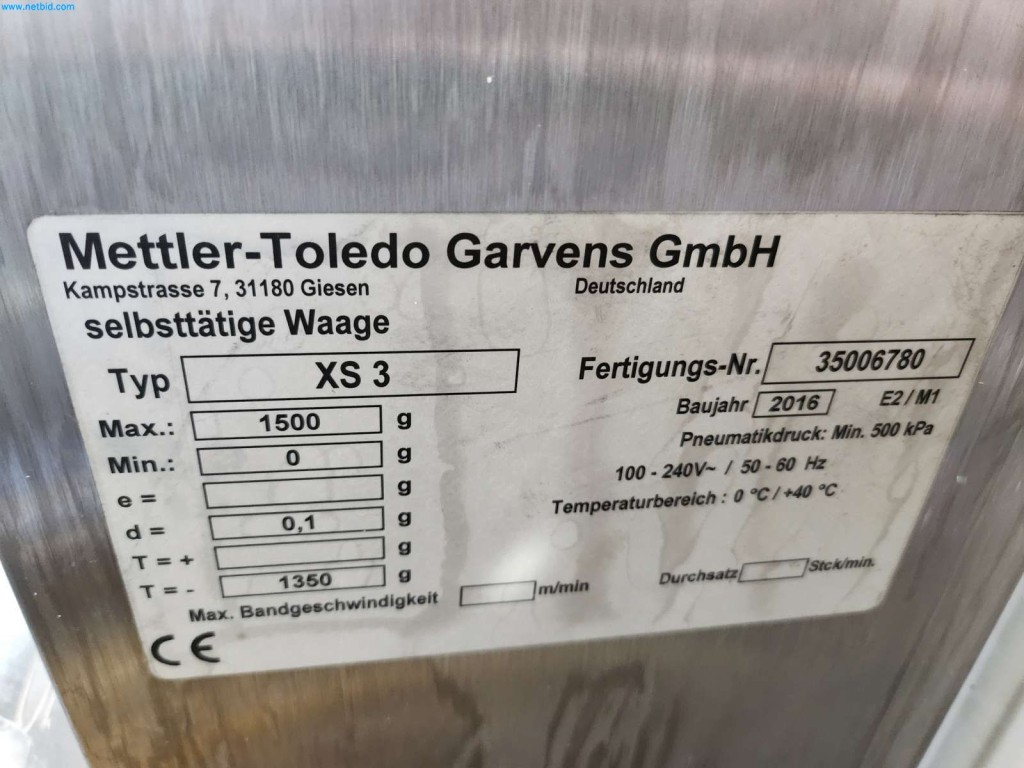 www.netbid.com
Mettler-Toledo Garvens GmbH
Kampstrasse 7, 31180 Giesen Deutschland
selbsttätige Waage
Typ XS 3
Max.: 1500 g
Min.: 0 g
e = g
d = 0,1 g
T = + g
T = - 1350 g
Max. Bandgeschwindigkeit m/min
Fertigungs-Nr. 35006780
Baujahr 2016 E2 / M1
Pneumatikdruck: Min. 500 kPa
100 - 240V~ / 50 - 60 Hz
Temperaturbereich : 0 °C / +40 °C
Durchsatz Stck/min.
CE